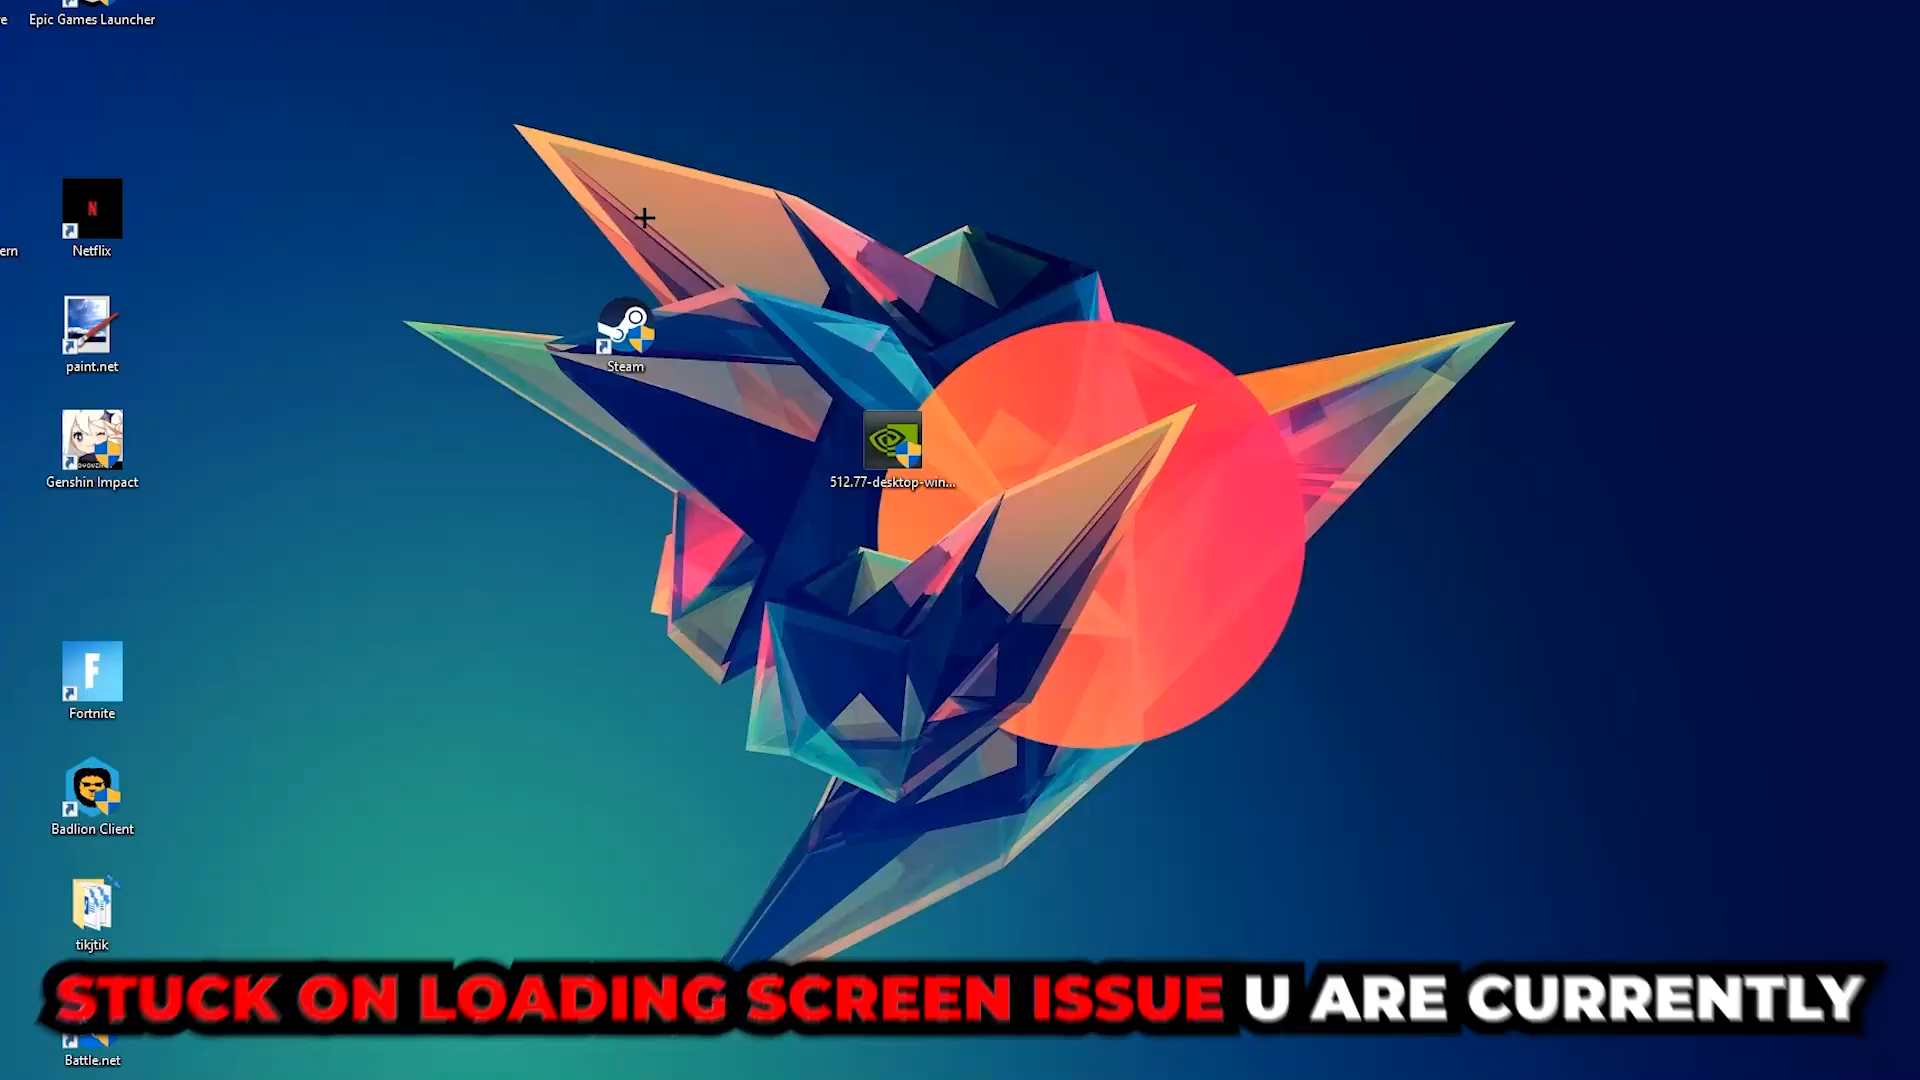 Epic Games Launcher
N
Netflix
ern
paint.net
Steam
Genshin Impact
512.77-desktop-win...
F
Fortnite
Badlion Client
tikjtik
STUCK ON LOADING SCREEN ISSUE U ARE CURRENTLY
Battle.net